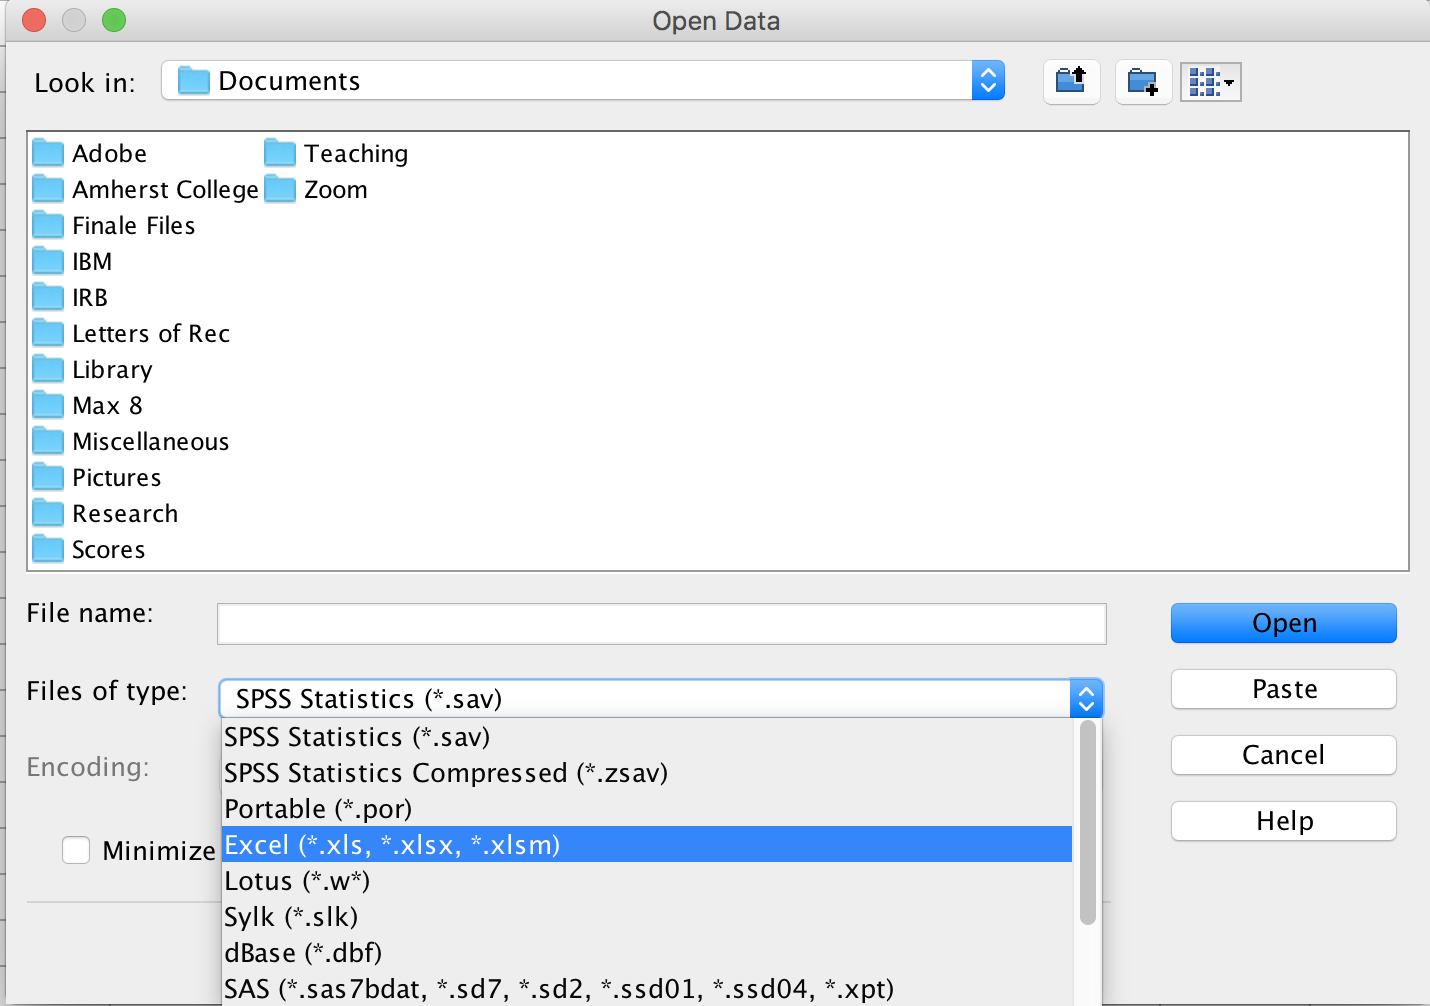 Open Data
Look in: Documents
Adobe
Amherst College
Finale Files
IBM
IRB
Letters of Rec
Library
Max 8
Miscellaneous
Pictures
Research
Scores
Teaching
Zoom
File name:
Open
Files of type: SPSS Statistics (*.sav)
Paste
SPSS Statistics (*.sav)
SPSS Statistics Compressed (*.zsav)
Portable (*.por)
Excel (*.xls, *.xlsx, *.xlsm)
Lotus (*.w*)
Sylk (*.slk)
dBase (*.dbf)
SAS (*.sas7bdat, *.sd7, *.sd2, *.ssd01, *.ssd04, *.xpt)
Encoding:
Cancel
Minimize
Help